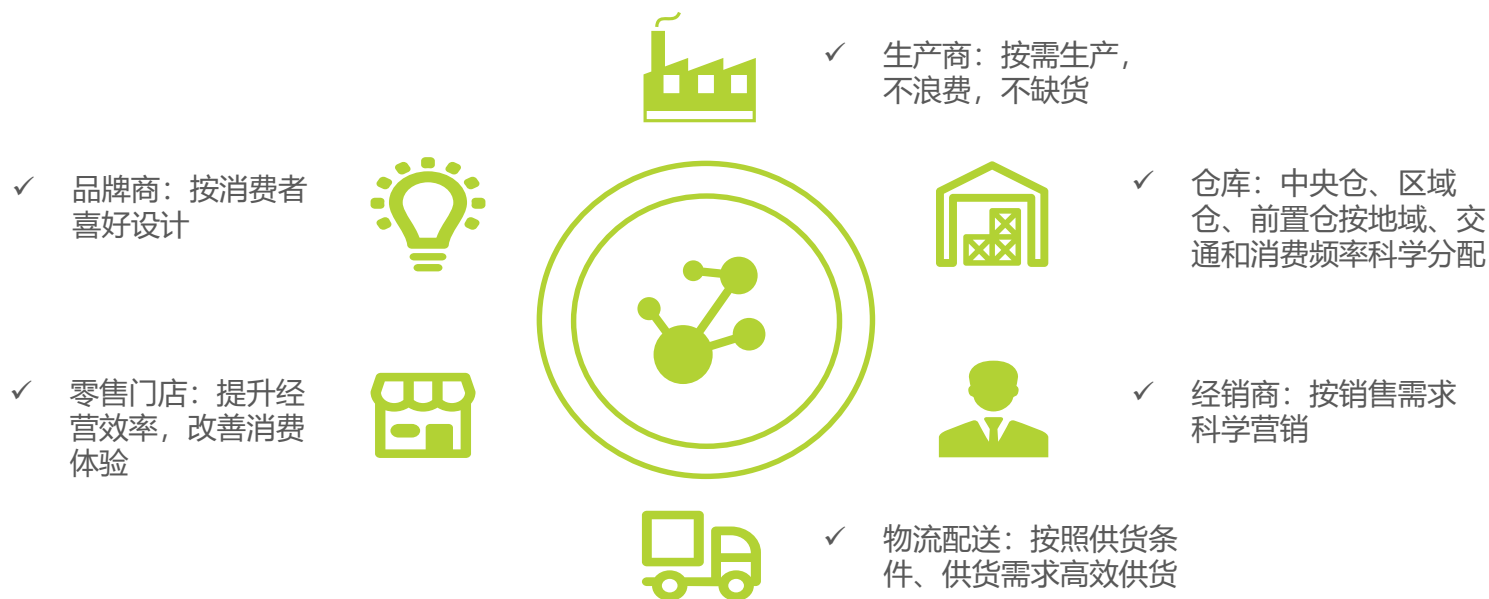 ✓ 生产商：按需生产，
不浪费，不缺货
✓ 品牌商：按消费者
喜好设计
✓ 仓库：中央仓、区域
仓、前置仓按地域、交
通和消费频率科学分配
✓ 零售门店：提升经
营效率，改善消费
体验
✓ 经销商：按销售需求
科学营销
✓ 物流配送：按照供货条
件、供货需求高效供货